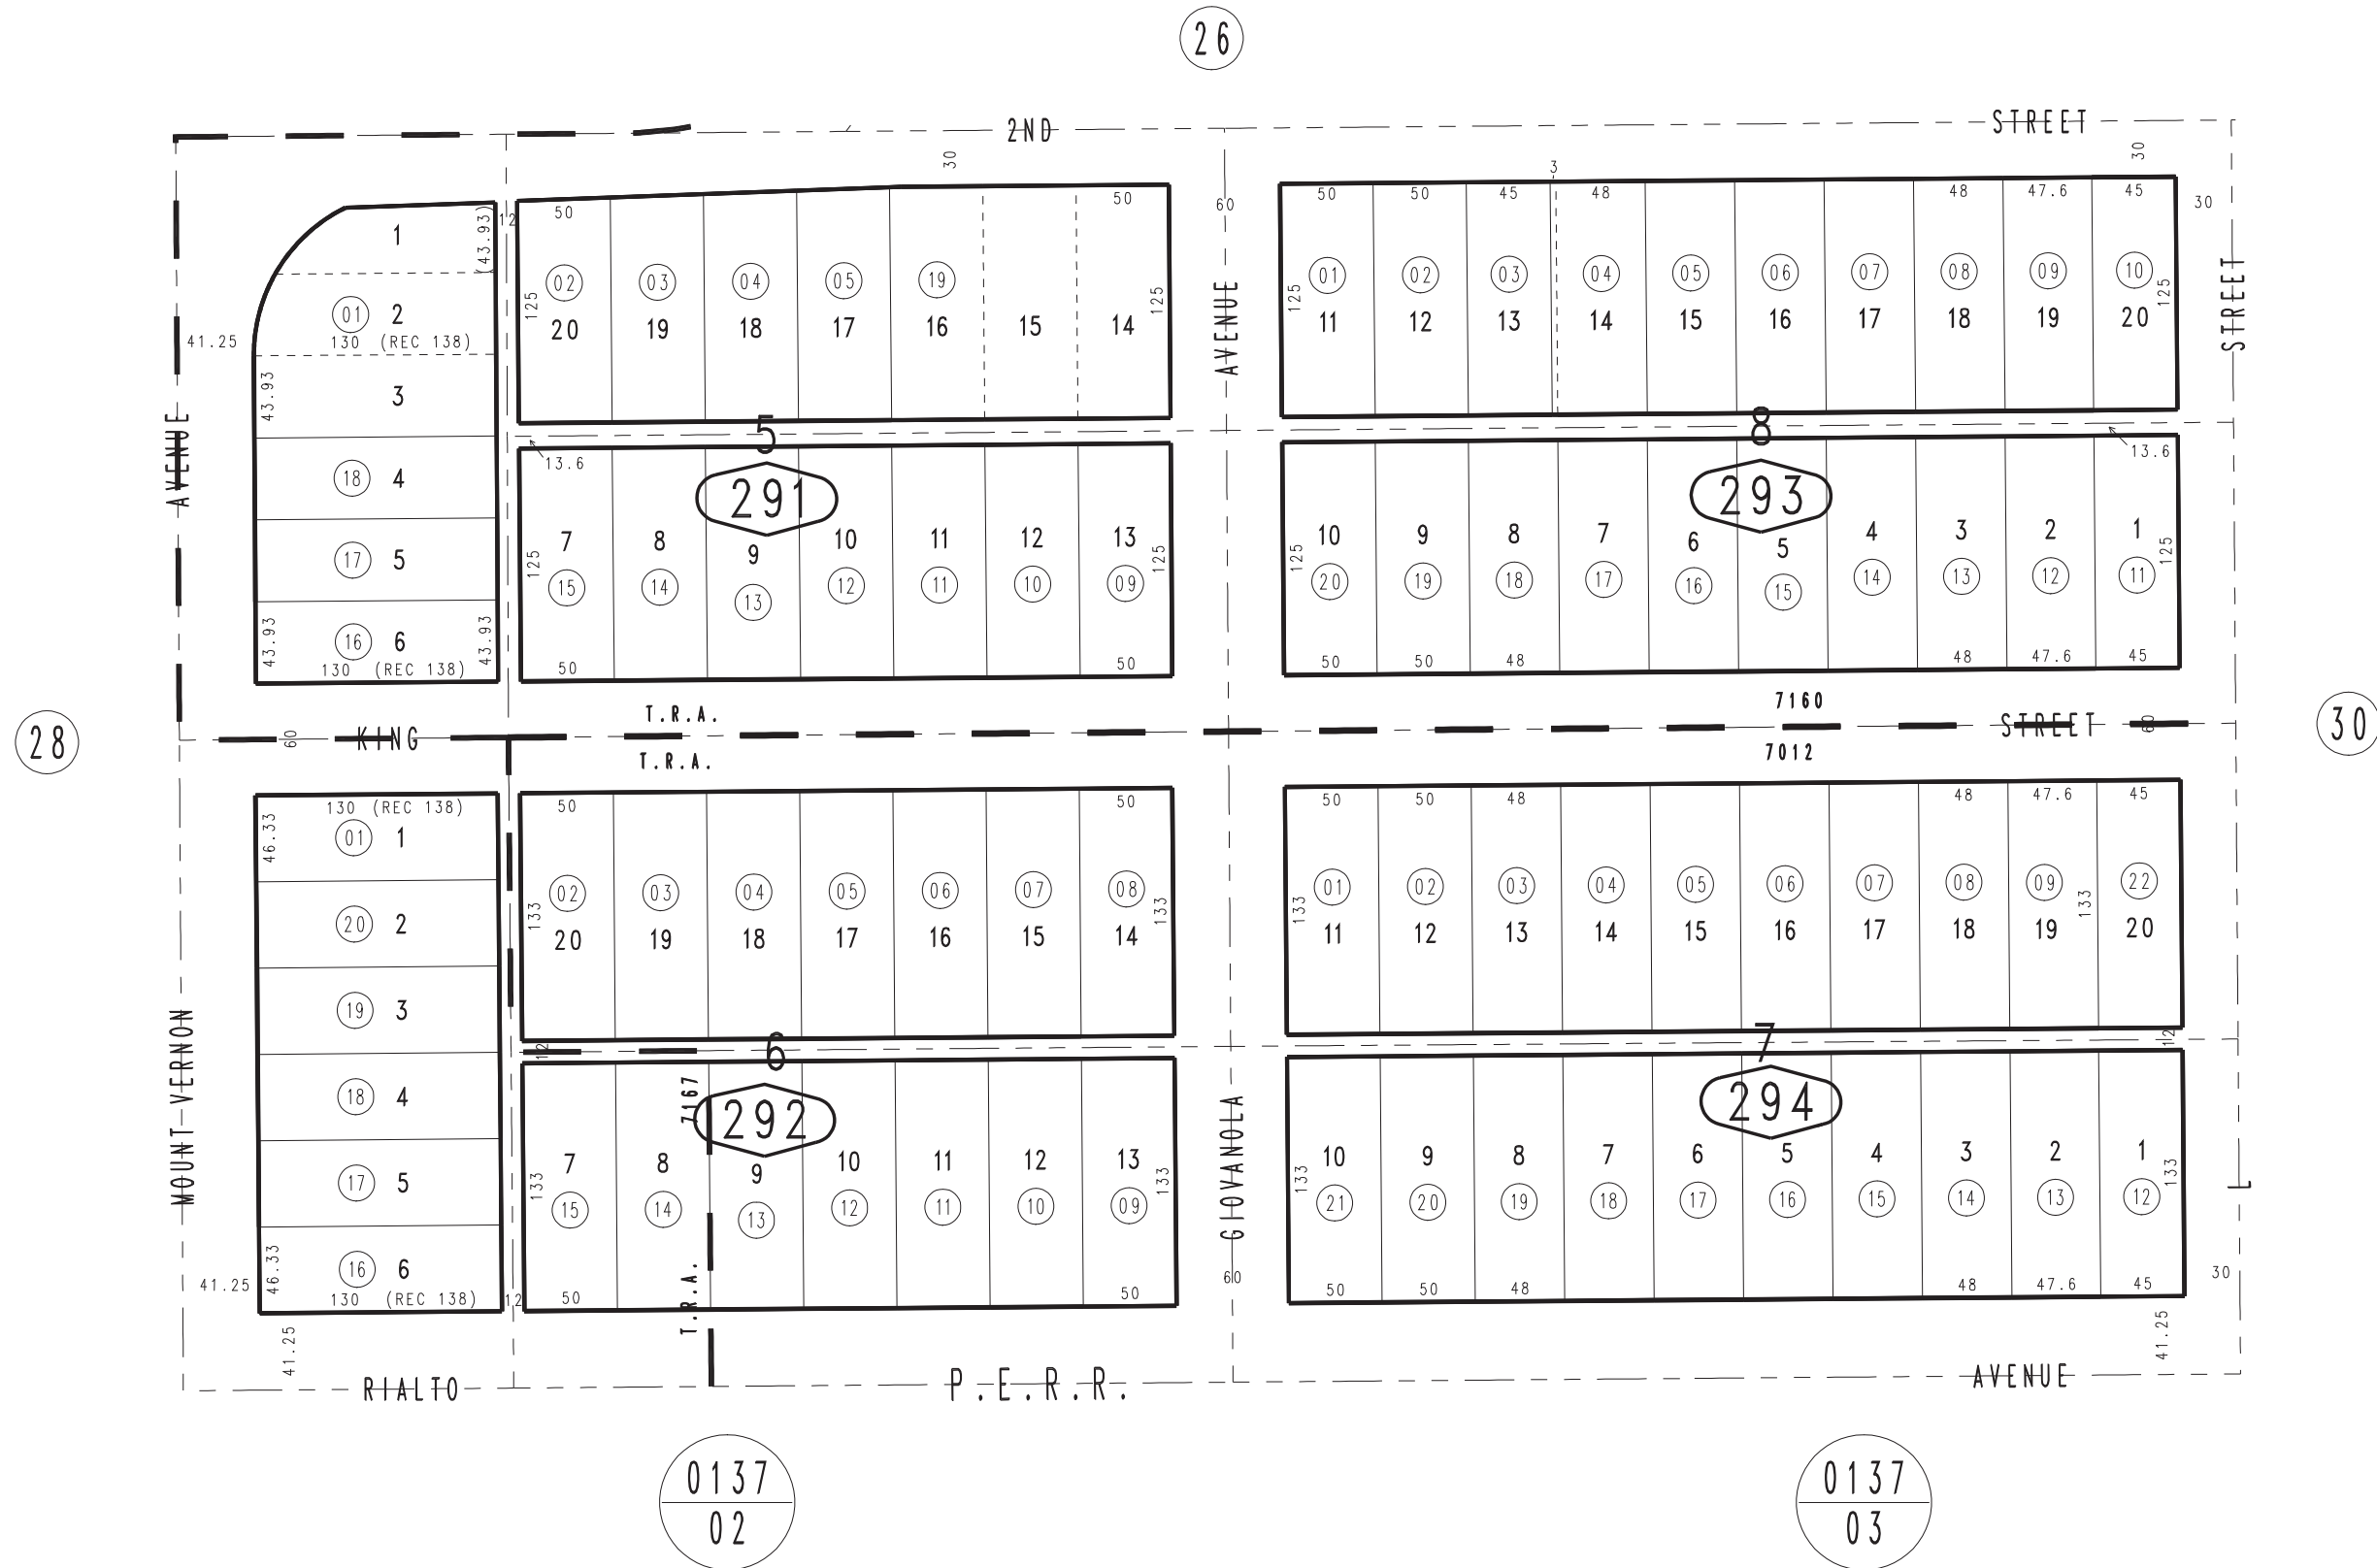 26
2ND STREET
30
30
3
50
50
50 50 45 48 48 47.6 45
12
(43.93)
60
30
1
01 2
130 (REC 138)
41.25
43.93
3
125
02 03 04 05 19
20 19 18 17 16 15 14
125
AVENUE
125
01 02 03 04 05 06 07 08 09 10
11 12 13 14 15 16 17 18 19 20
125
STREET
AVENUE
5
8
13.6
13.6
18 4
17 5
43.93
16 6
43.93
130 (REC 138)
291
293
125
7 8 9 10 11 12 13
15 14 13 12 11 10 09
125
50 50
125
10 9 8 7 6 5 4 3 2 1
20 19 18 17 16 15 14 13 12 11
125
50 50 48 48 47.6 45
T.R.A. 7160
28
60
KING STREET
60
30
T.R.A. 7012
130 (REC 138)
46.33
01 1
20 2
19 3
18 4
17 5
16 6
46.33
130 (REC 138)
41.25
12
41.25
MOUNT VERNON
50 50
133
02 03 04 05 06 07 08
20 19 18 17 16 15 14
133
50 50 48 48 47.6 45
133
01 02 03 04 05 06 07 08 09 22
11 12 13 14 15 16 17 18 19 20
133
12
6
7
12
7167
292
294
133
7 8 9 10 11 12 13
15 14 13 12 11 10 09
133
T.R.A.
50 50
GIOVANOLA
60
133
10 9 8 7 6 5 4 3 2 1
21 20 19 18 17 16 15 14 13 12
133
50 50 48 48 47.6 45
L
30
41.25
RIALTO P.E.R.R. AVENUE
0137
02
0137
03